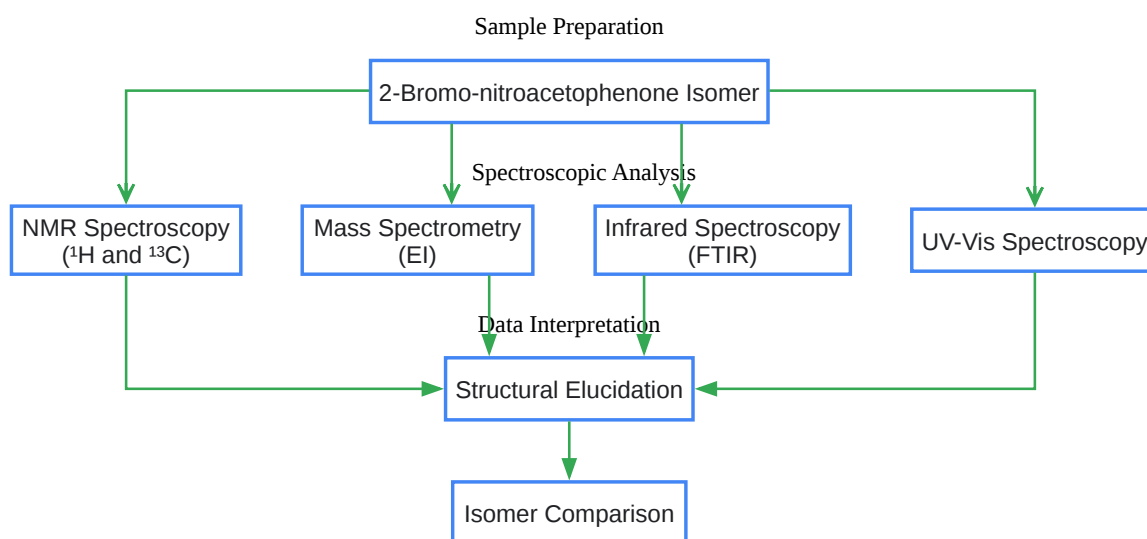 Sample Preparation
2-Bromo-nitroacetophenone Isomer
Spectroscopic Analysis
NMR Spectroscopy
(¹H and ¹³C)
Mass Spectrometry
(EI)
Infrared Spectroscopy
(FTIR)
UV-Vis Spectroscopy
Data Interpretation
Structural Elucidation
Isomer Comparison